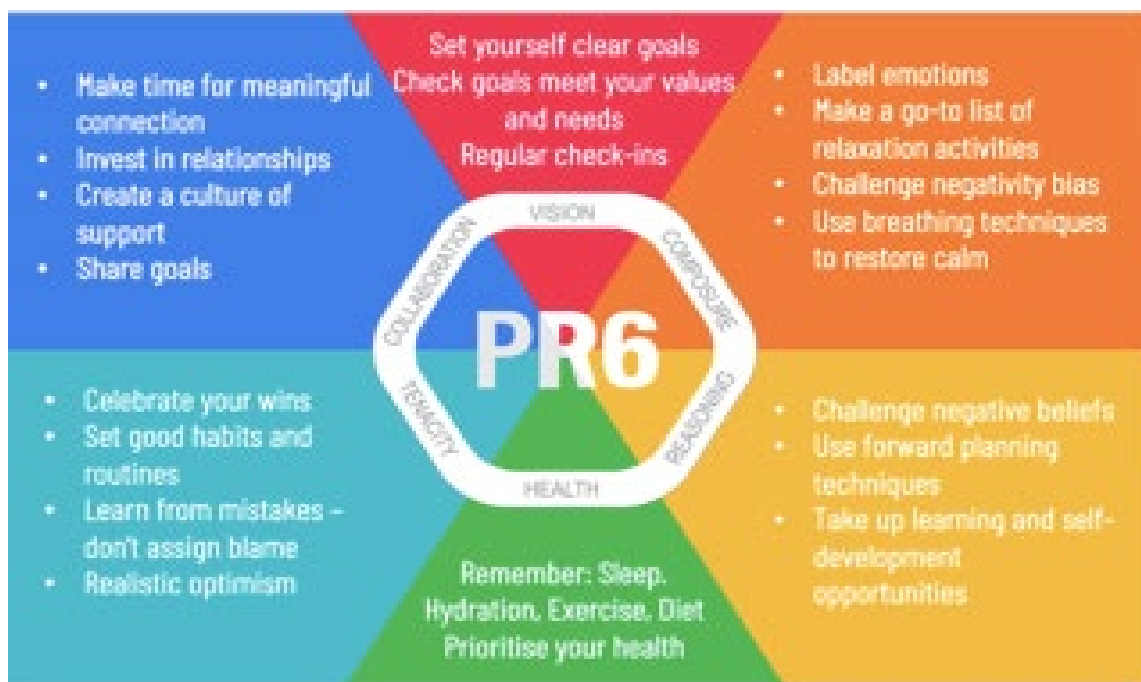 Set yourself clear goals
Check goals meet your values
and needs
Regular check-ins
• Make time for meaningful
connection
• Invest in relationships
• Create a culture of
support
• Share goals
• Label emotions
• Make a go-to list of
relaxation activities
• Challenge negativity bias
• Use breathing techniques
to restore calm
VISION
COLLABORATION
COMPOSURE
PR6
TENACITY
REASONING
HEALTH
• Celebrate your wins
• Set good habits and
routines
• Learn from mistakes –
don't assign blame
• Realistic optimism
• Challenge negative beliefs
• Use forward planning
techniques
• Take up learning and self-
development
opportunities
Remember: Sleep,
Hydration, Exercise, Diet
Prioritise your health